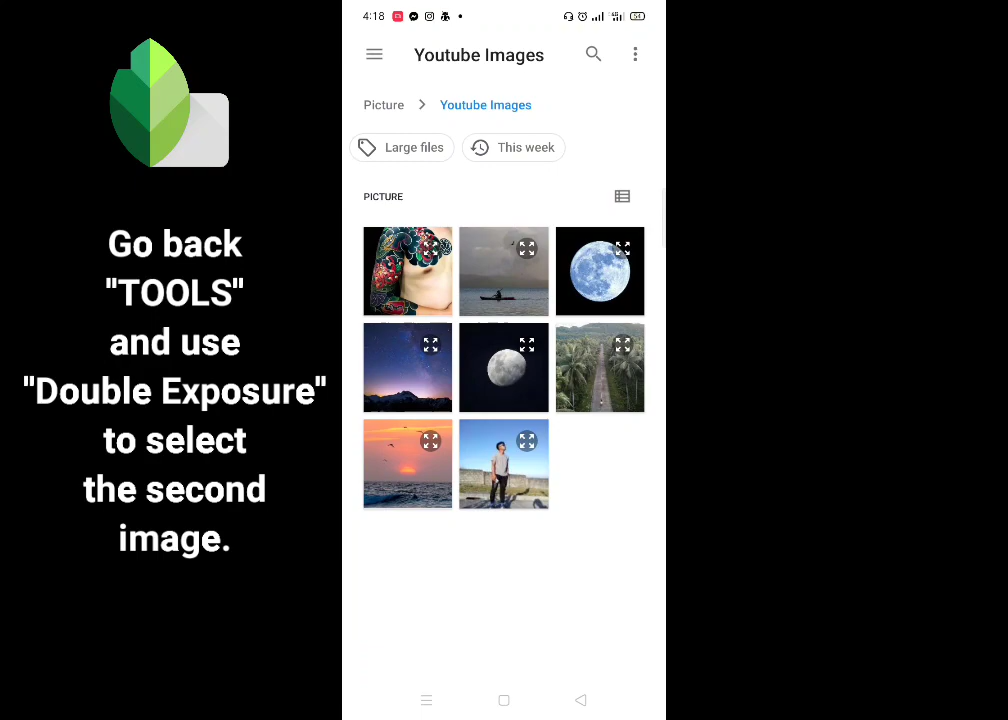 Go back
"TOOLS"
and use
"Double Exposure"
to select
the second
image.
4:18
54
Youtube Images
Picture
Youtube Images
Large files
This week
PICTURE